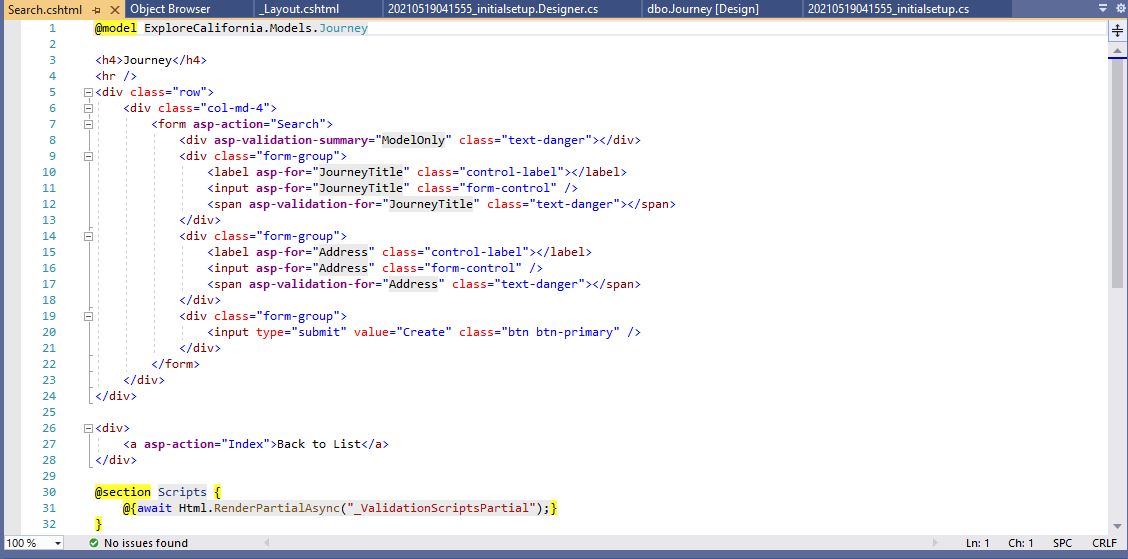 Search.cshtml Object Browser _Layout.cshtml 20210519041555_initialsetup.Designer.cs dbo.Journey [Design] 20210519041555_initialsetup.cs
1 @model ExploreCalifornia.Models.Journey
2
3 <h4>Journey</h4>
4 <hr />
5 <div class="row">
6 <div class="col-md-4">
7 <form asp-action="Search">
8 <div asp-validation-summary="ModelOnly" class="text-danger"></div>
9 <div class="form-group">
10 <label asp-for="JourneyTitle" class="control-label"></label>
11 <input asp-for="JourneyTitle" class="form-control" />
12 <span asp-validation-for="JourneyTitle" class="text-danger"></span>
13 </div>
14 <div class="form-group">
15 <label asp-for="Address" class="control-label"></label>
16 <input asp-for="Address" class="form-control" />
17 <span asp-validation-for="Address" class="text-danger"></span>
18 </div>
19 <div class="form-group">
20 <input type="submit" value="Create" class="btn btn-primary" />
21 </div>
22 </form>
23 </div>
24 </div>
25
26 <div>
27 <a asp-action="Index">Back to List</a>
28 </div>
29
30 @section Scripts {
31 @{await Html.RenderPartialAsync("_ValidationScriptsPartial");}
32 }
100 % No issues found Ln: 1 Ch: 1 SPC CRLF